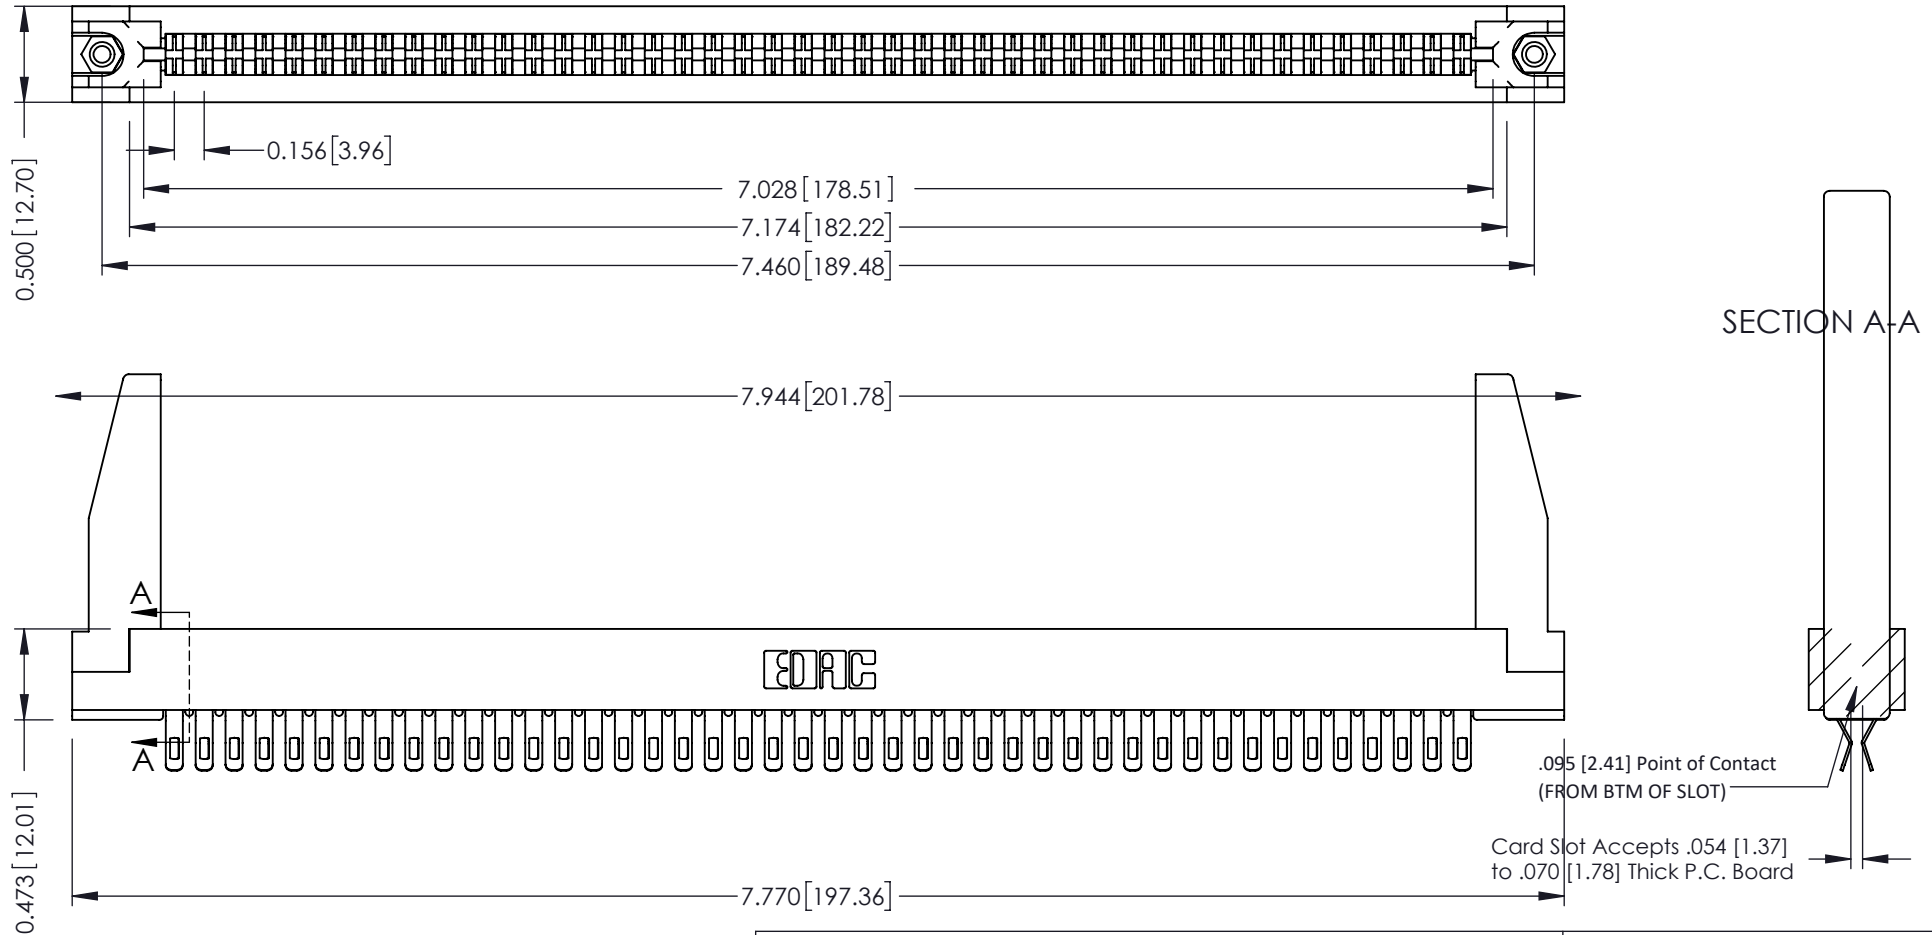 0.500 [12.70]
0.156 [3.96]
7.028 [178.51]
7.174 [182.22]
7.460 [189.48]
SECTION A-A
7.944 [201.78]
A
EDAC
A
.095 [2.41] Point of Contact
(FROM BTM OF SLOT)
Card Slot Accepts .054 [1.37]
to .070 [1.78] Thick P.C. Board
0.473 [12.01]
7.770 [197.36]